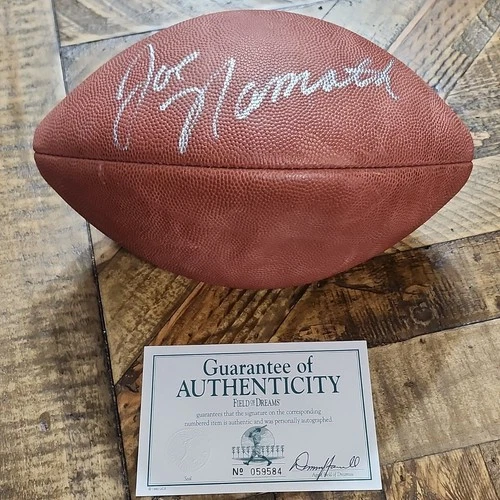 Joe Namath
Guarantee of
AUTHENTICITY
FIELD OF DREAMS
guarantees that the signature on the corresponding
numbered item is authentic and was personally autographed.
Nº 059584